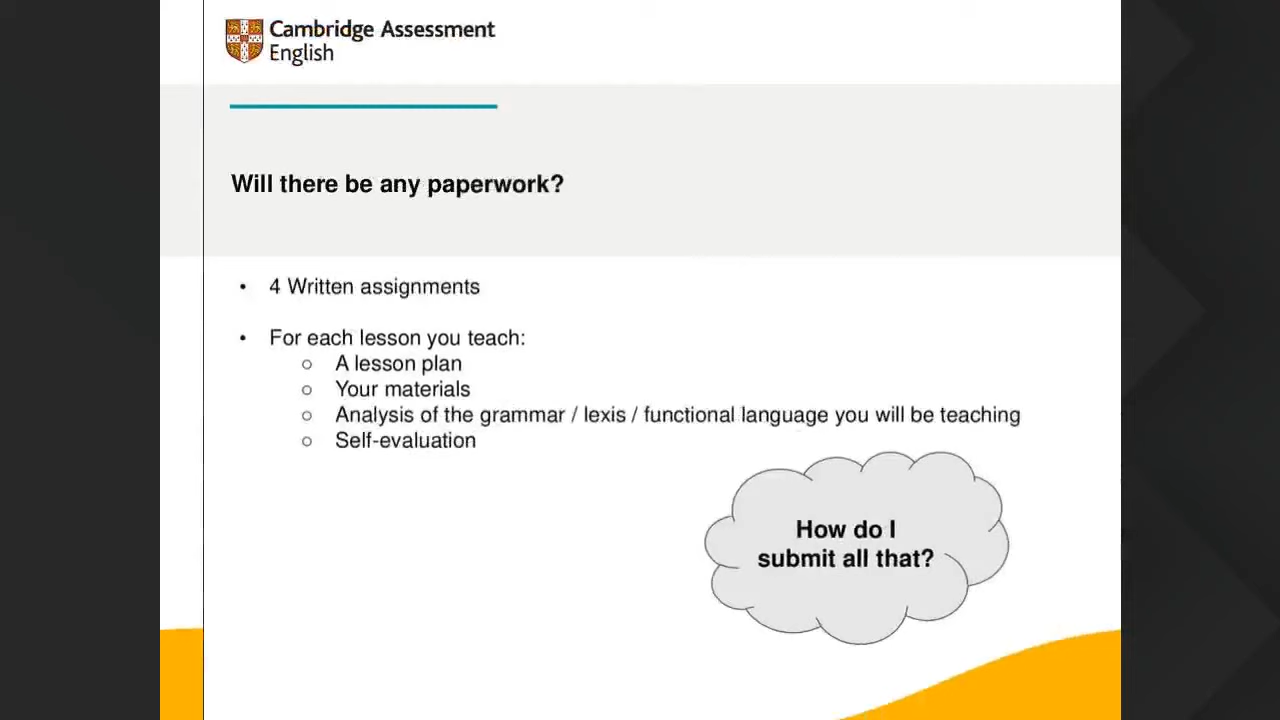 Cambridge Assessment
English
Will there be any paperwork?
• 4 Written assignments
• For each lesson you teach:
○ A lesson plan
○ Your materials
○ Analysis of the grammar / lexis / functional language you will be teaching
○ Self-evaluation
How do I
submit all that?